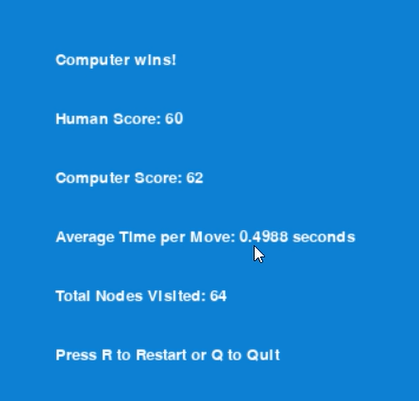 Computer wins!
Human Score: 60
Computer Score: 62
Average Time per Move: 0.4988 seconds
Total Nodes Visited: 64
Press R to Restart or Q to Quit